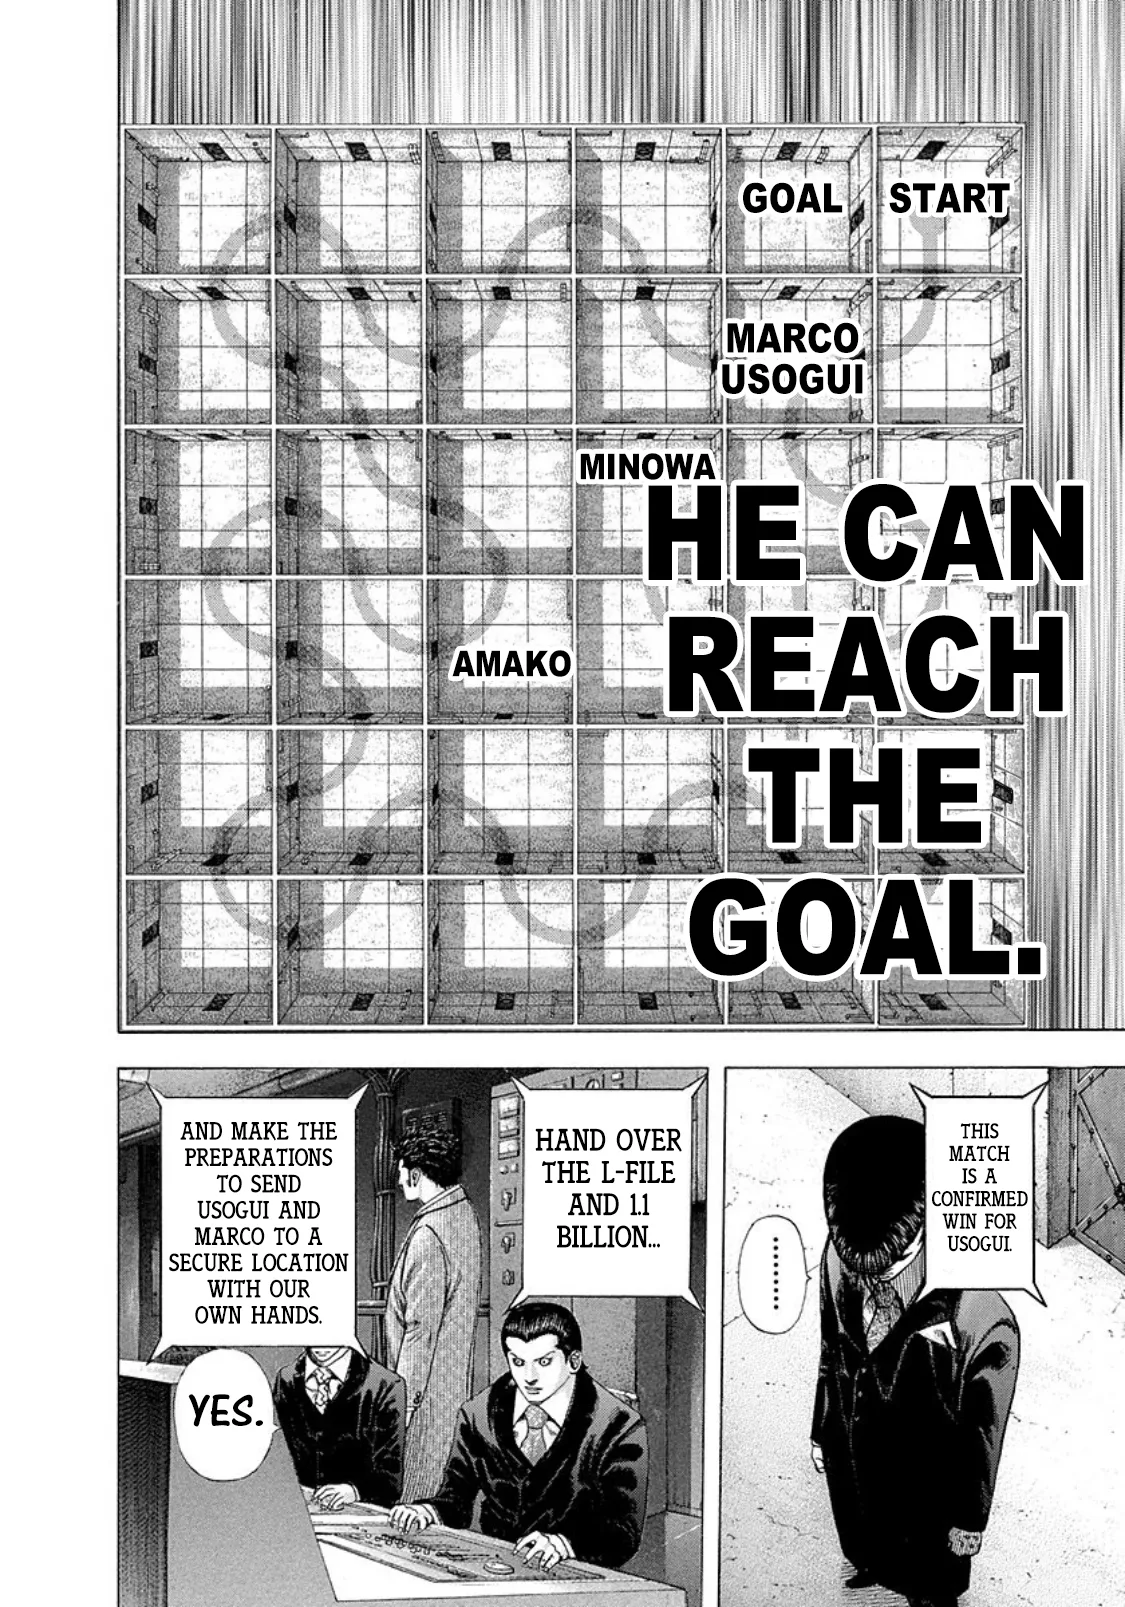 GOAL
START
MARCO
USOGUI
MINOWA
AMAKO
HE CAN
REACH
THE
GOAL.
THIS
MATCH
IS A
CONFIRMED
WIN FOR
USOGUI.
.........
HAND OVER
THE L-FILE
AND 1.1
BILLION...
AND MAKE THE
PREPARATIONS
TO SEND
USOGUI AND
MARCO TO A
SECURE LOCATION
WITH OUR
OWN HANDS.
YES.